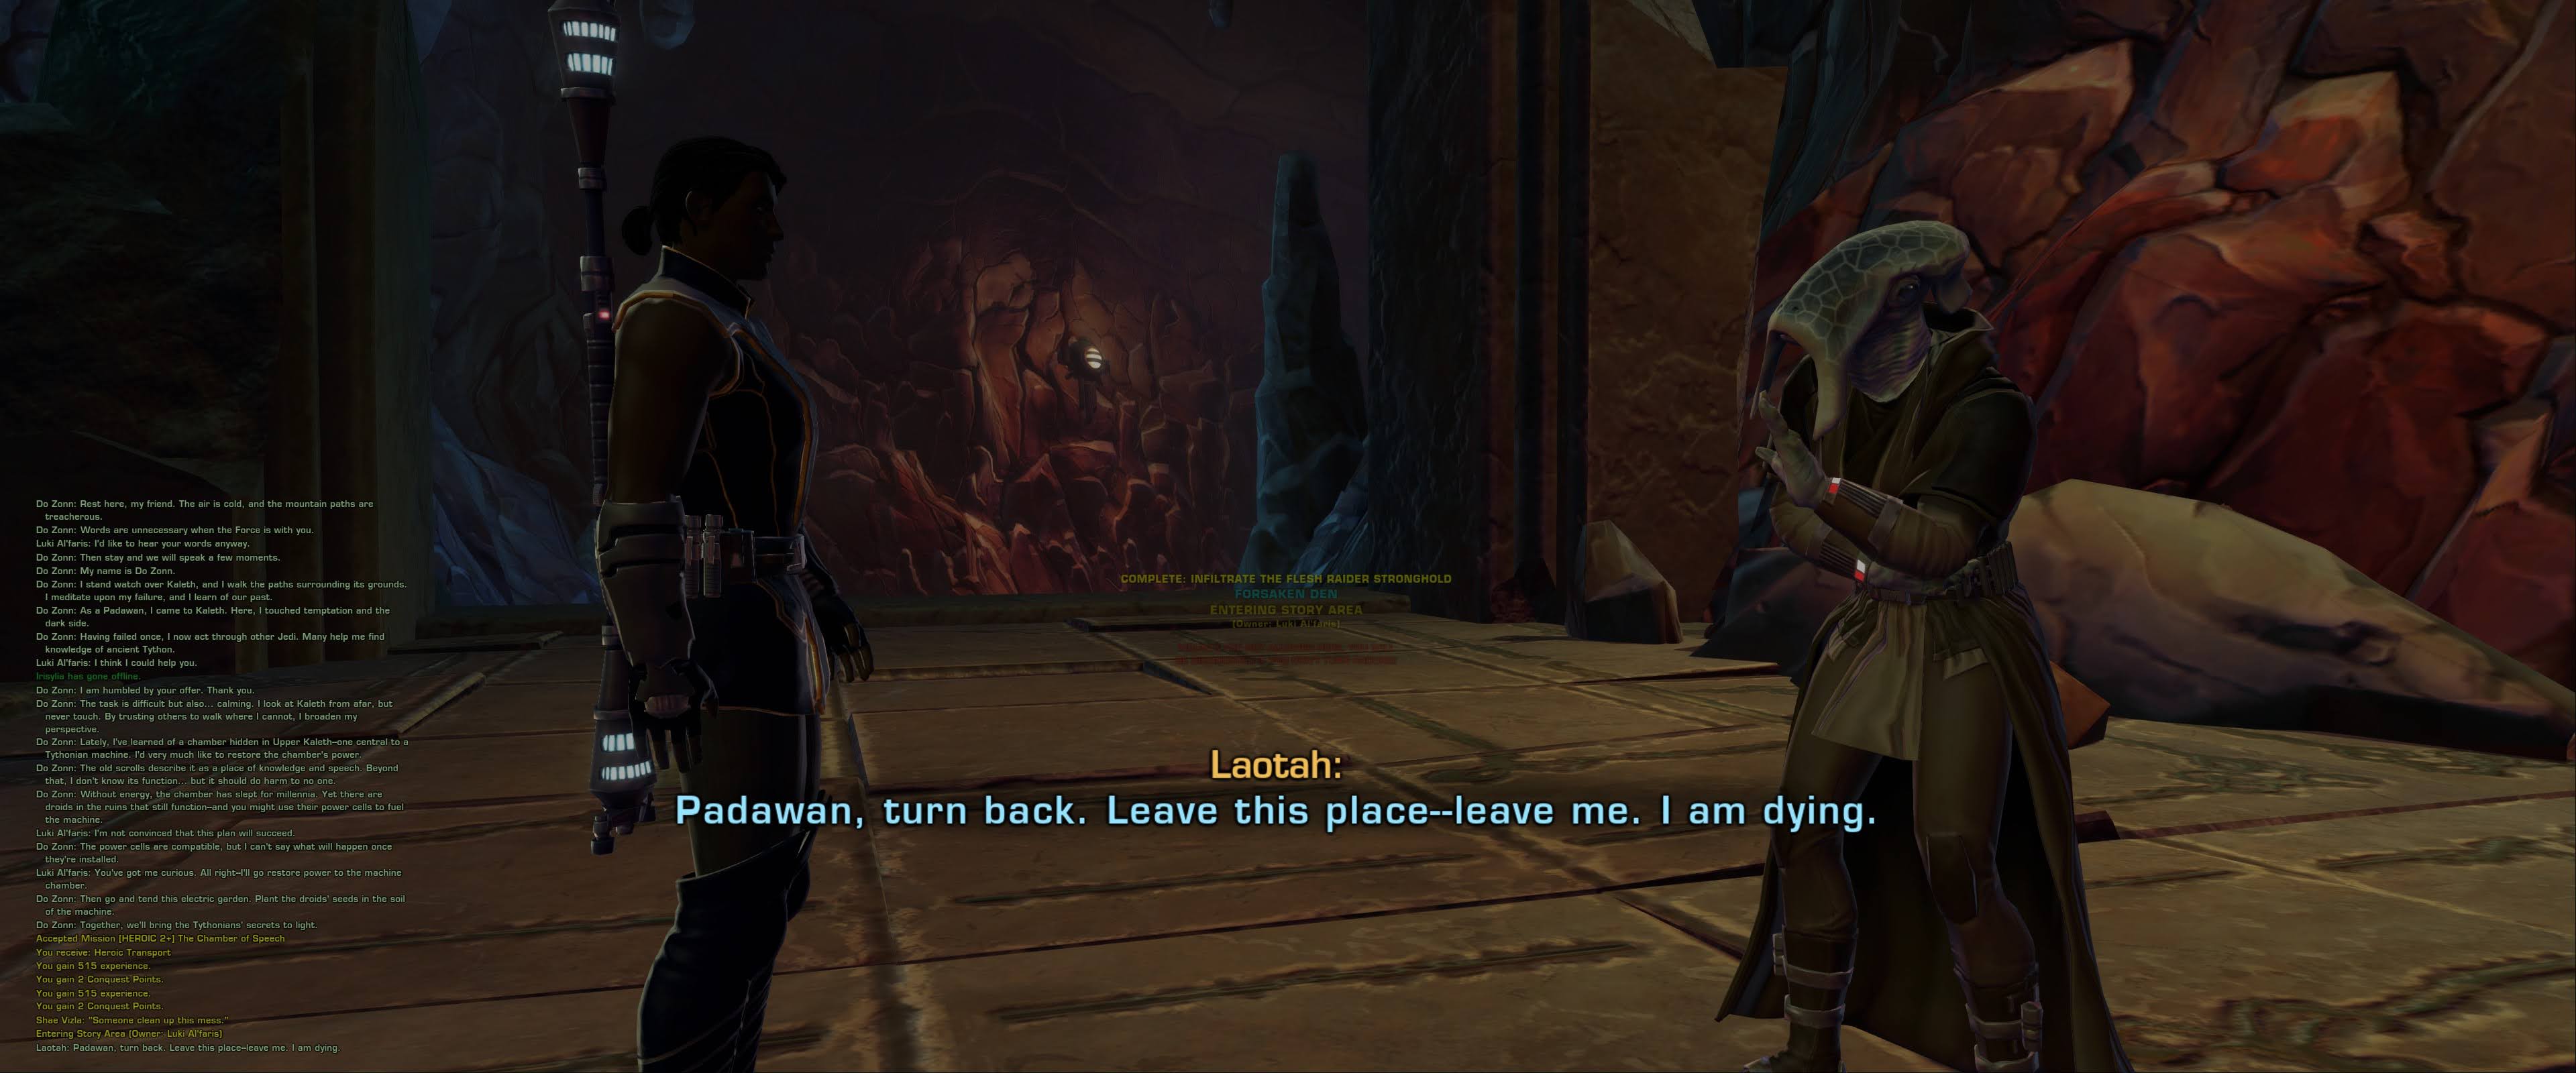 Do Zonn: Rest here, my friend. The air is cold, and the mountain paths are
treacherous.
Do Zonn: Words are unnecessary when the Force is with you.
Luki Al'faris: I'd like to hear your words anyway.
Do Zonn: Then stay and we will speak a few moments.
Do Zonn: My name is Do Zonn.
Do Zonn: I stand watch over Kaleth, and I walk the paths surrounding its grounds.
I meditate upon my failure, and I learn of our past.
Do Zonn: As a Padawan, I came to Kaleth. Here, I touched temptation and the
dark side.
Do Zonn: Having failed once, I now act through other Jedi. Many help me find
knowledge of ancient Tython.
Luki Al'faris: I think I could help you.
Irisylia has gone offline.
Do Zonn: I am humbled by your offer. Thank you.
Do Zonn: The task is difficult but also... calming. I look at Kaleth from afar, but
never touch. By trusting others to walk where I cannot, I broaden my
perspective.
Do Zonn: Lately, I've learned of a chamber hidden in Upper Kaleth--one central to a
Tythonian machine. I'd very much like to restore the chamber's power.
Do Zonn: The old scrolls describe it as a place of knowledge and speech. Beyond
that, I don't know its function... but it should do harm to no one.
Do Zonn: Without energy, the chamber has slept for millennia. Yet there are
droids in the ruins that still function--and you might use their power cells to fuel
the machine.
Luki Al'faris: I'm not convinced that this plan will succeed.
Do Zonn: The power cells are compatible, but I can't say what will happen once
they're installed.
Luki Al'faris: You've got me curious. All right--I'll go restore power to the machine
chamber.
Do Zonn: Then go and tend this electric garden. Plant the droids' seeds in the soil
of the machine.
Do Zonn: Together, we'll bring the Tythonians' secrets to light.
Accepted Mission [HEROIC 2+] The Chamber of Speech
You receive: Heroic Transport
You gain 515 experience.
You gain 2 Conquest Points.
You gain 515 experience.
You gain 2 Conquest Points.
Shae Vizla: "Someone clean up this mess."
Entering Story Area [Owner: Luki Al'faris]
Laotah: Padawan, turn back. Leave this place--leave me. I am dying.
COMPLETE: INFILTRATE THE FLESH RAIDER STRONGHOLD
FORSAKEN DEN
ENTERING STORY AREA
[Owner: Luki Al'faris]
Laotah:
Padawan, turn back. Leave this place--leave me. I am dying.